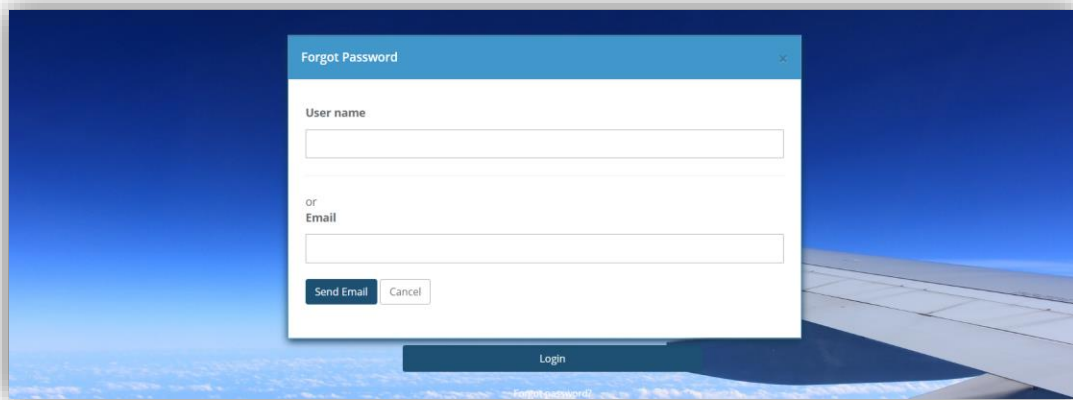 Forgot Password
×
User name
or
Email
Send Email
Cancel
Login
Forgot password?